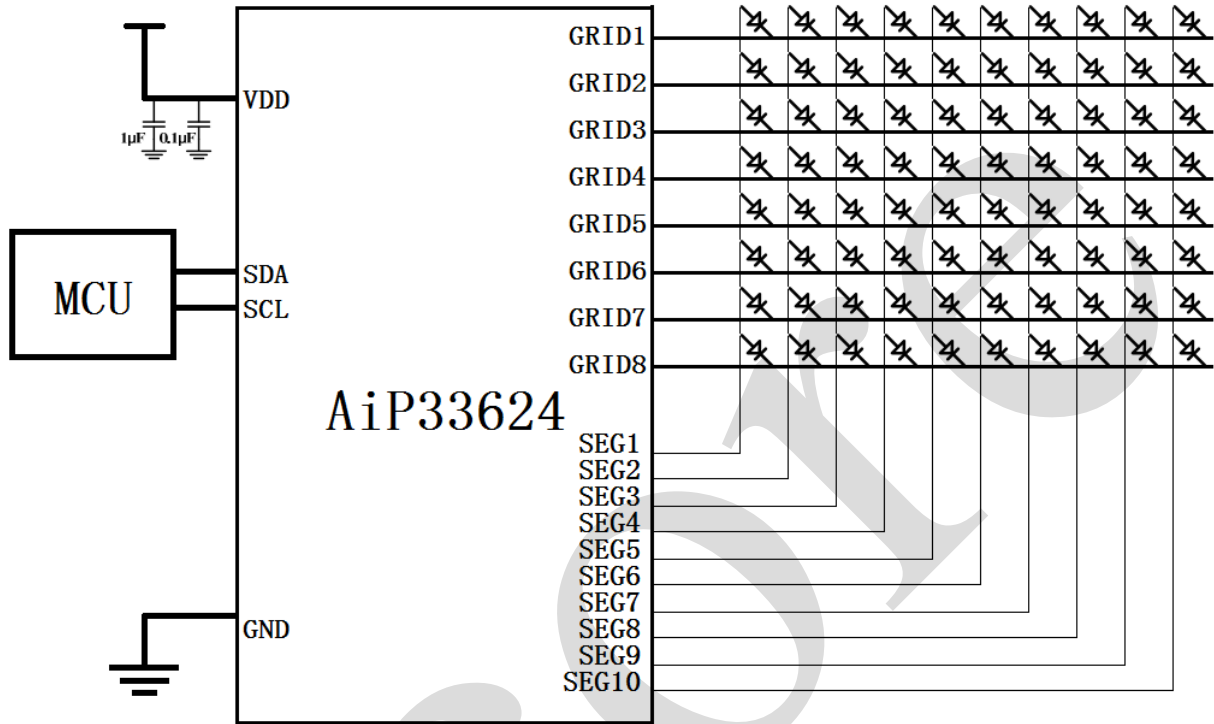 GRID1
GRID2
VDD
1μF 0.1μF
GRID3
GRID4
GRID5
GRID6
SDA
MCU
SCL
GRID7
GRID8
AiP33624
SEG1
SEG2
SEG3
SEG4
SEG5
SEG6
SEG7
GND
SEG8
SEG9
SEG10
ore